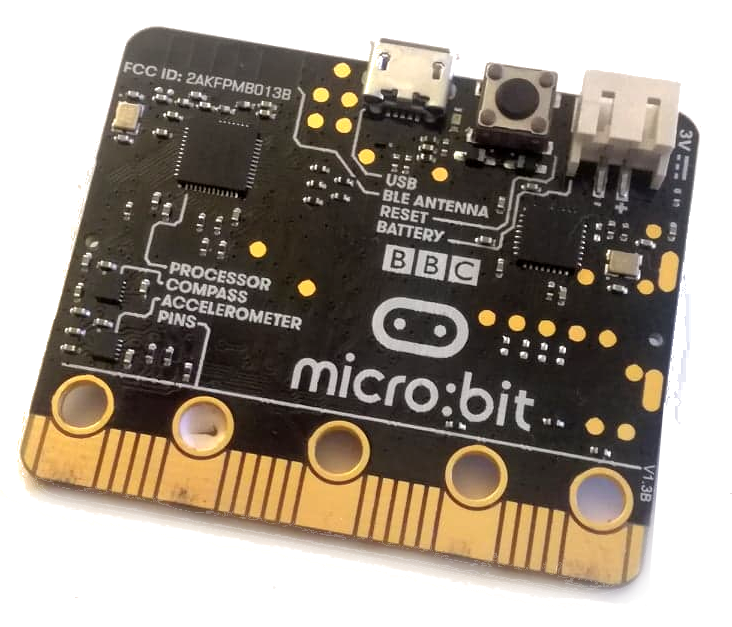 FCC ID: 2AKFPMB013B
3V
USB
BLE ANTENNA
RESET
BATTERY
+
BBC
PROCESSOR
COMPASS
ACCELEROMETER
PINS
micro:bit
V1.3B